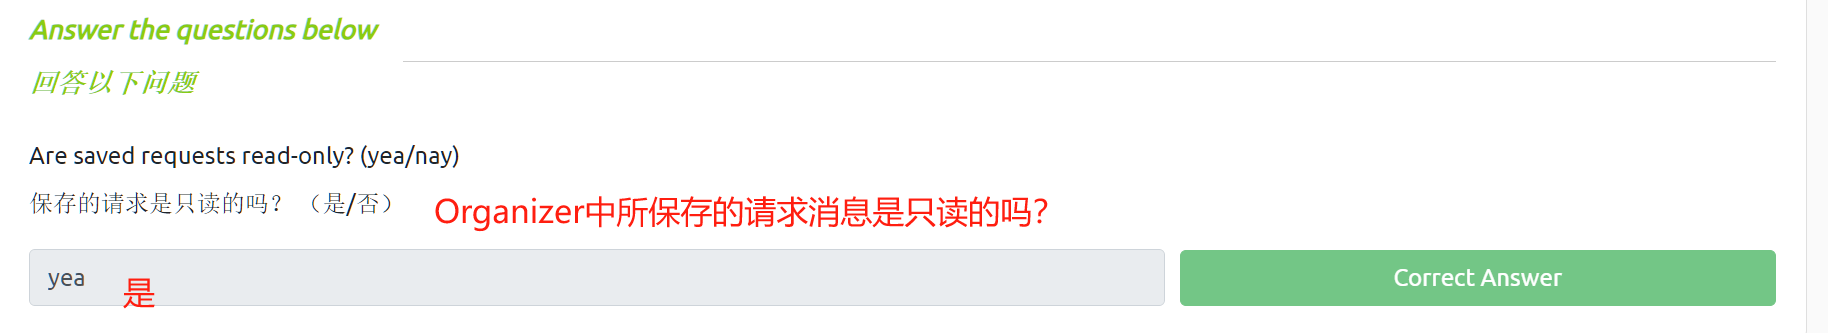 Answer the questions below
回答以下问题
Are saved requests read-only? (yea/nay)
保存的请求是只读的吗？（是/否）
Organizer中所保存的请求消息是只读的吗？
yea
是
Correct Answer